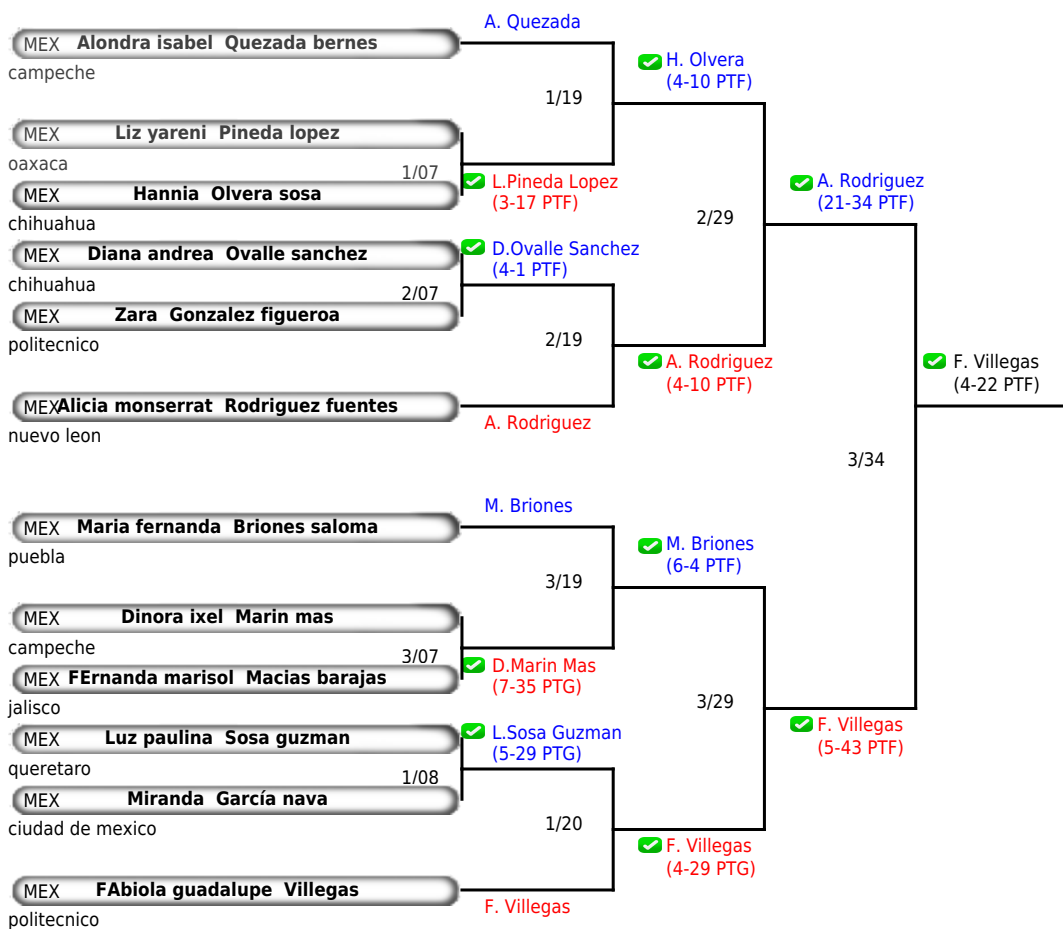 A. Quezada
MEX Alondra isabel Quezada bernes
campeche
H. Olvera
(4-10 PTF)
1/19
MEX Liz yareni Pineda lopez
oaxaca
1/07
L.Pineda Lopez
(3-17 PTF)
MEX Hannia Olvera sosa
chihuahua
A. Rodriguez
(21-34 PTF)
2/29
MEX Diana andrea Ovalle sanchez
chihuahua
D.Ovalle Sanchez
(4-1 PTF)
2/07
MEX Zara Gonzalez figueroa
politecnico
2/19
A. Rodriguez
(4-10 PTF)
F. Villegas
(4-22 PTF)
MEX Alicia monserrat Rodriguez fuentes
nuevo leon
A. Rodriguez
3/34
M. Briones
MEX Maria fernanda Briones saloma
puebla
M. Briones
(6-4 PTF)
3/19
MEX Dinora ixel Marin mas
campeche
3/07
D.Marin Mas
(7-35 PTG)
MEX FErnanda marisol Macias barajas
jalisco
3/29
F. Villegas
(5-43 PTF)
MEX Luz paulina Sosa guzman
queretaro
L.Sosa Guzman
(5-29 PTG)
1/08
MEX Miranda García nava
ciudad de mexico
1/20
F. Villegas
(4-29 PTG)
MEX FAbiola guadalupe Villegas
politecnico
F. Villegas